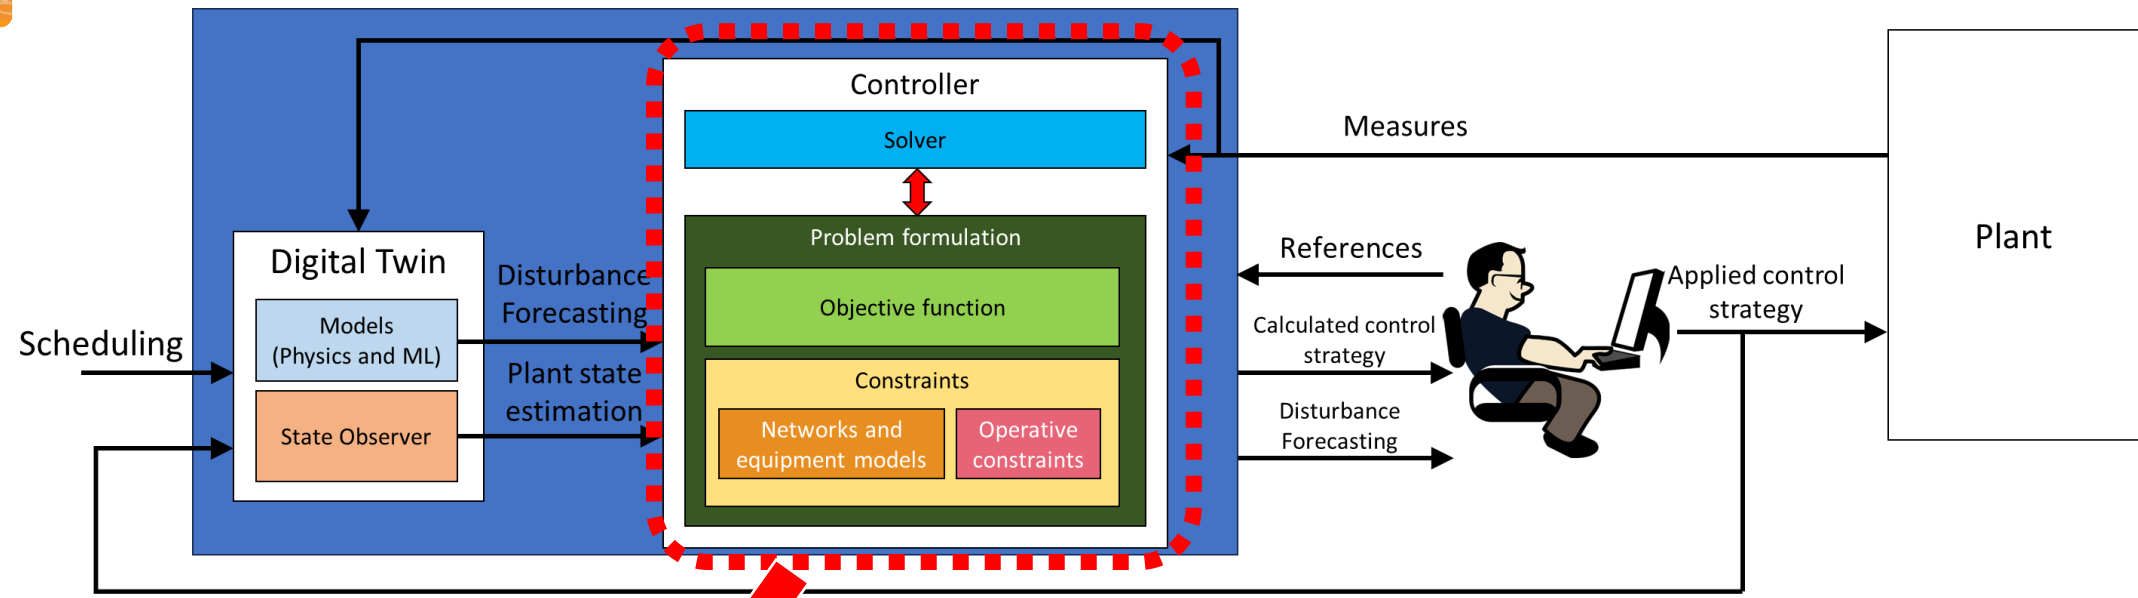 Controller
Solver
Problem formulation
Objective function
Constraints
Networks and
equipment models
Operative
constraints
Digital Twin
Models
(Physics and ML)
State Observer
Scheduling
Disturbance
Forecasting
Plant state
estimation
Measures
References
Calculated control
strategy
Disturbance
Forecasting
Applied control
strategy
Plant